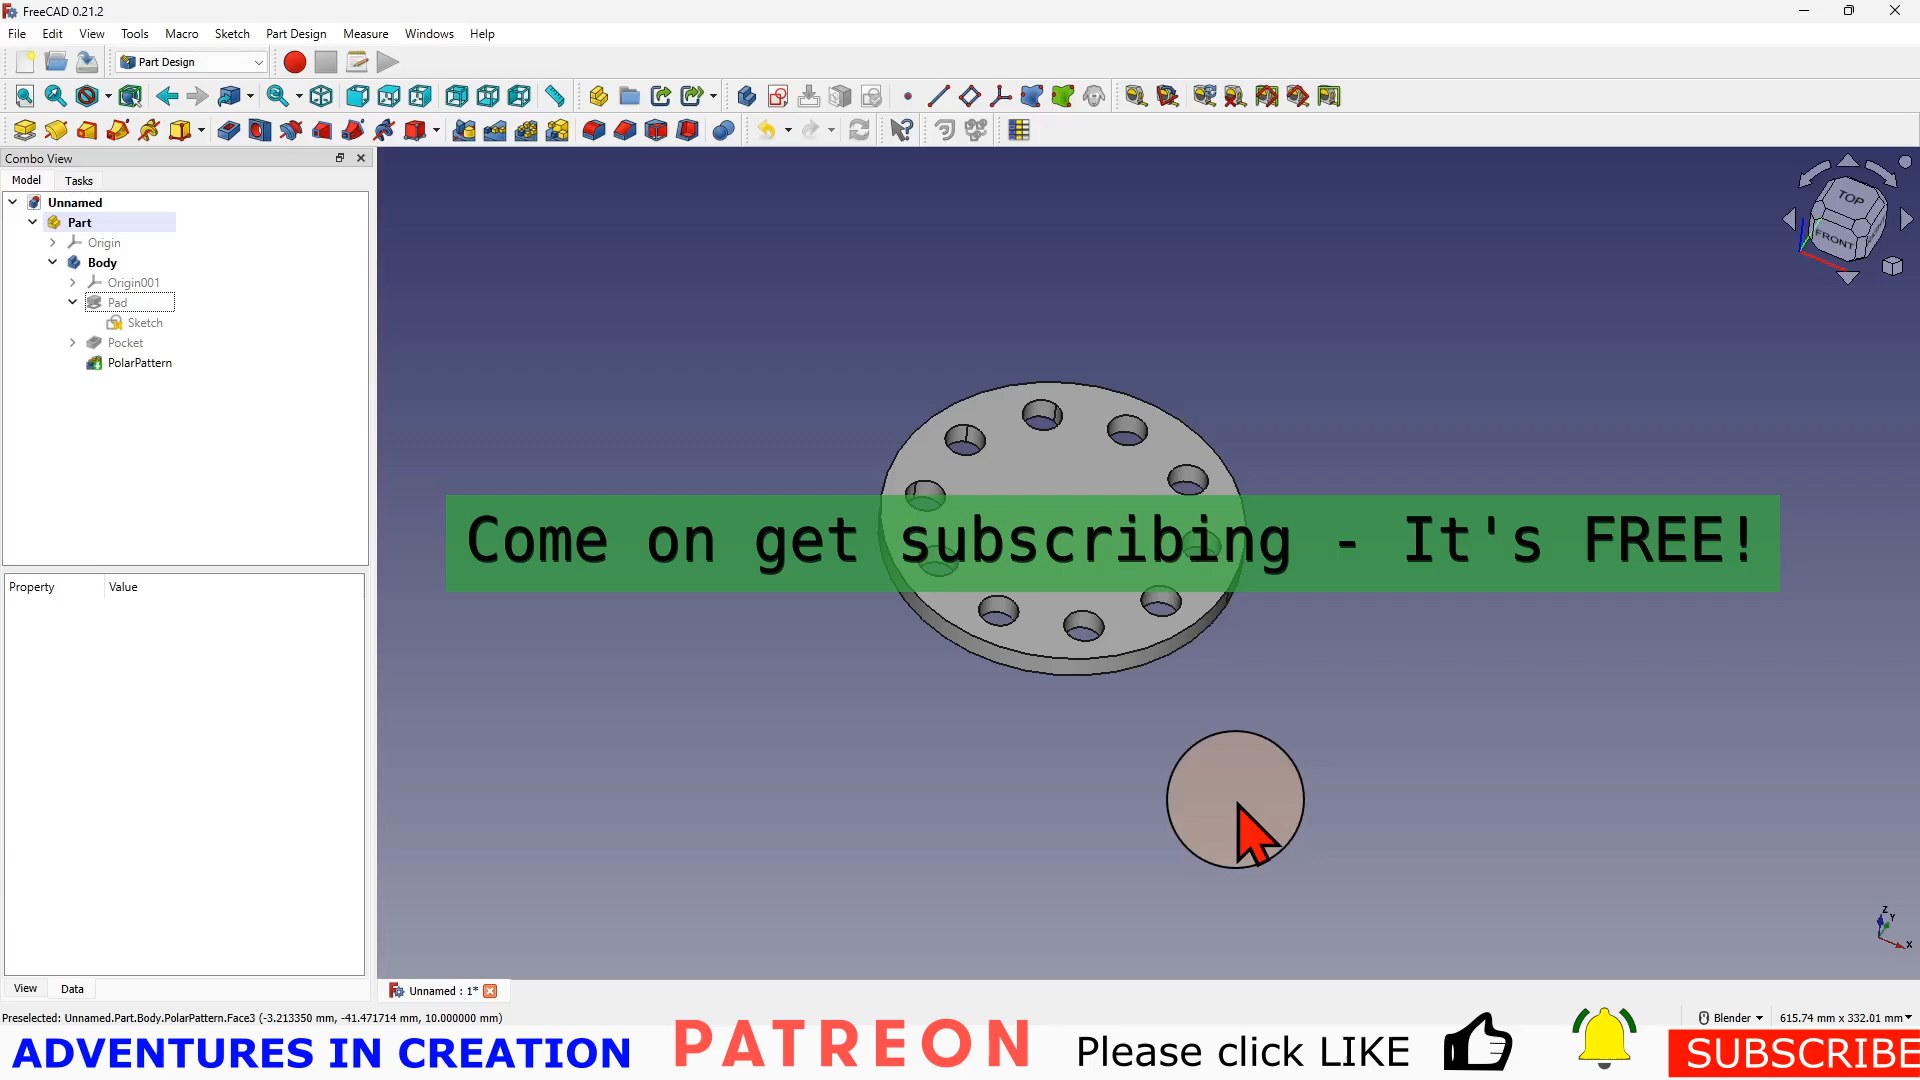 FreeCAD 0.21.2
File Edit View Tools Macro Sketch Part Design Measure Windows Help
Part Design
Combo View
Model Tasks
Unnamed
Part
Origin
Body
Origin001
Pad
Sketch
Pocket
PolarPattern
TOP
FRONT
Come on get subscribing - It's FREE!
Property Value
Z
Y
X
View Data
Unnamed : 1*
Preselected: Unnamed.Part.Body.PolarPattern.Face3 (-3.213350 mm, -41.471714 mm, 10.000000 mm)
Blender
615.74 mm x 332.01 mm
ADVENTURES IN CREATION
PATREON
Please click LIKE
SUBSCRIBE